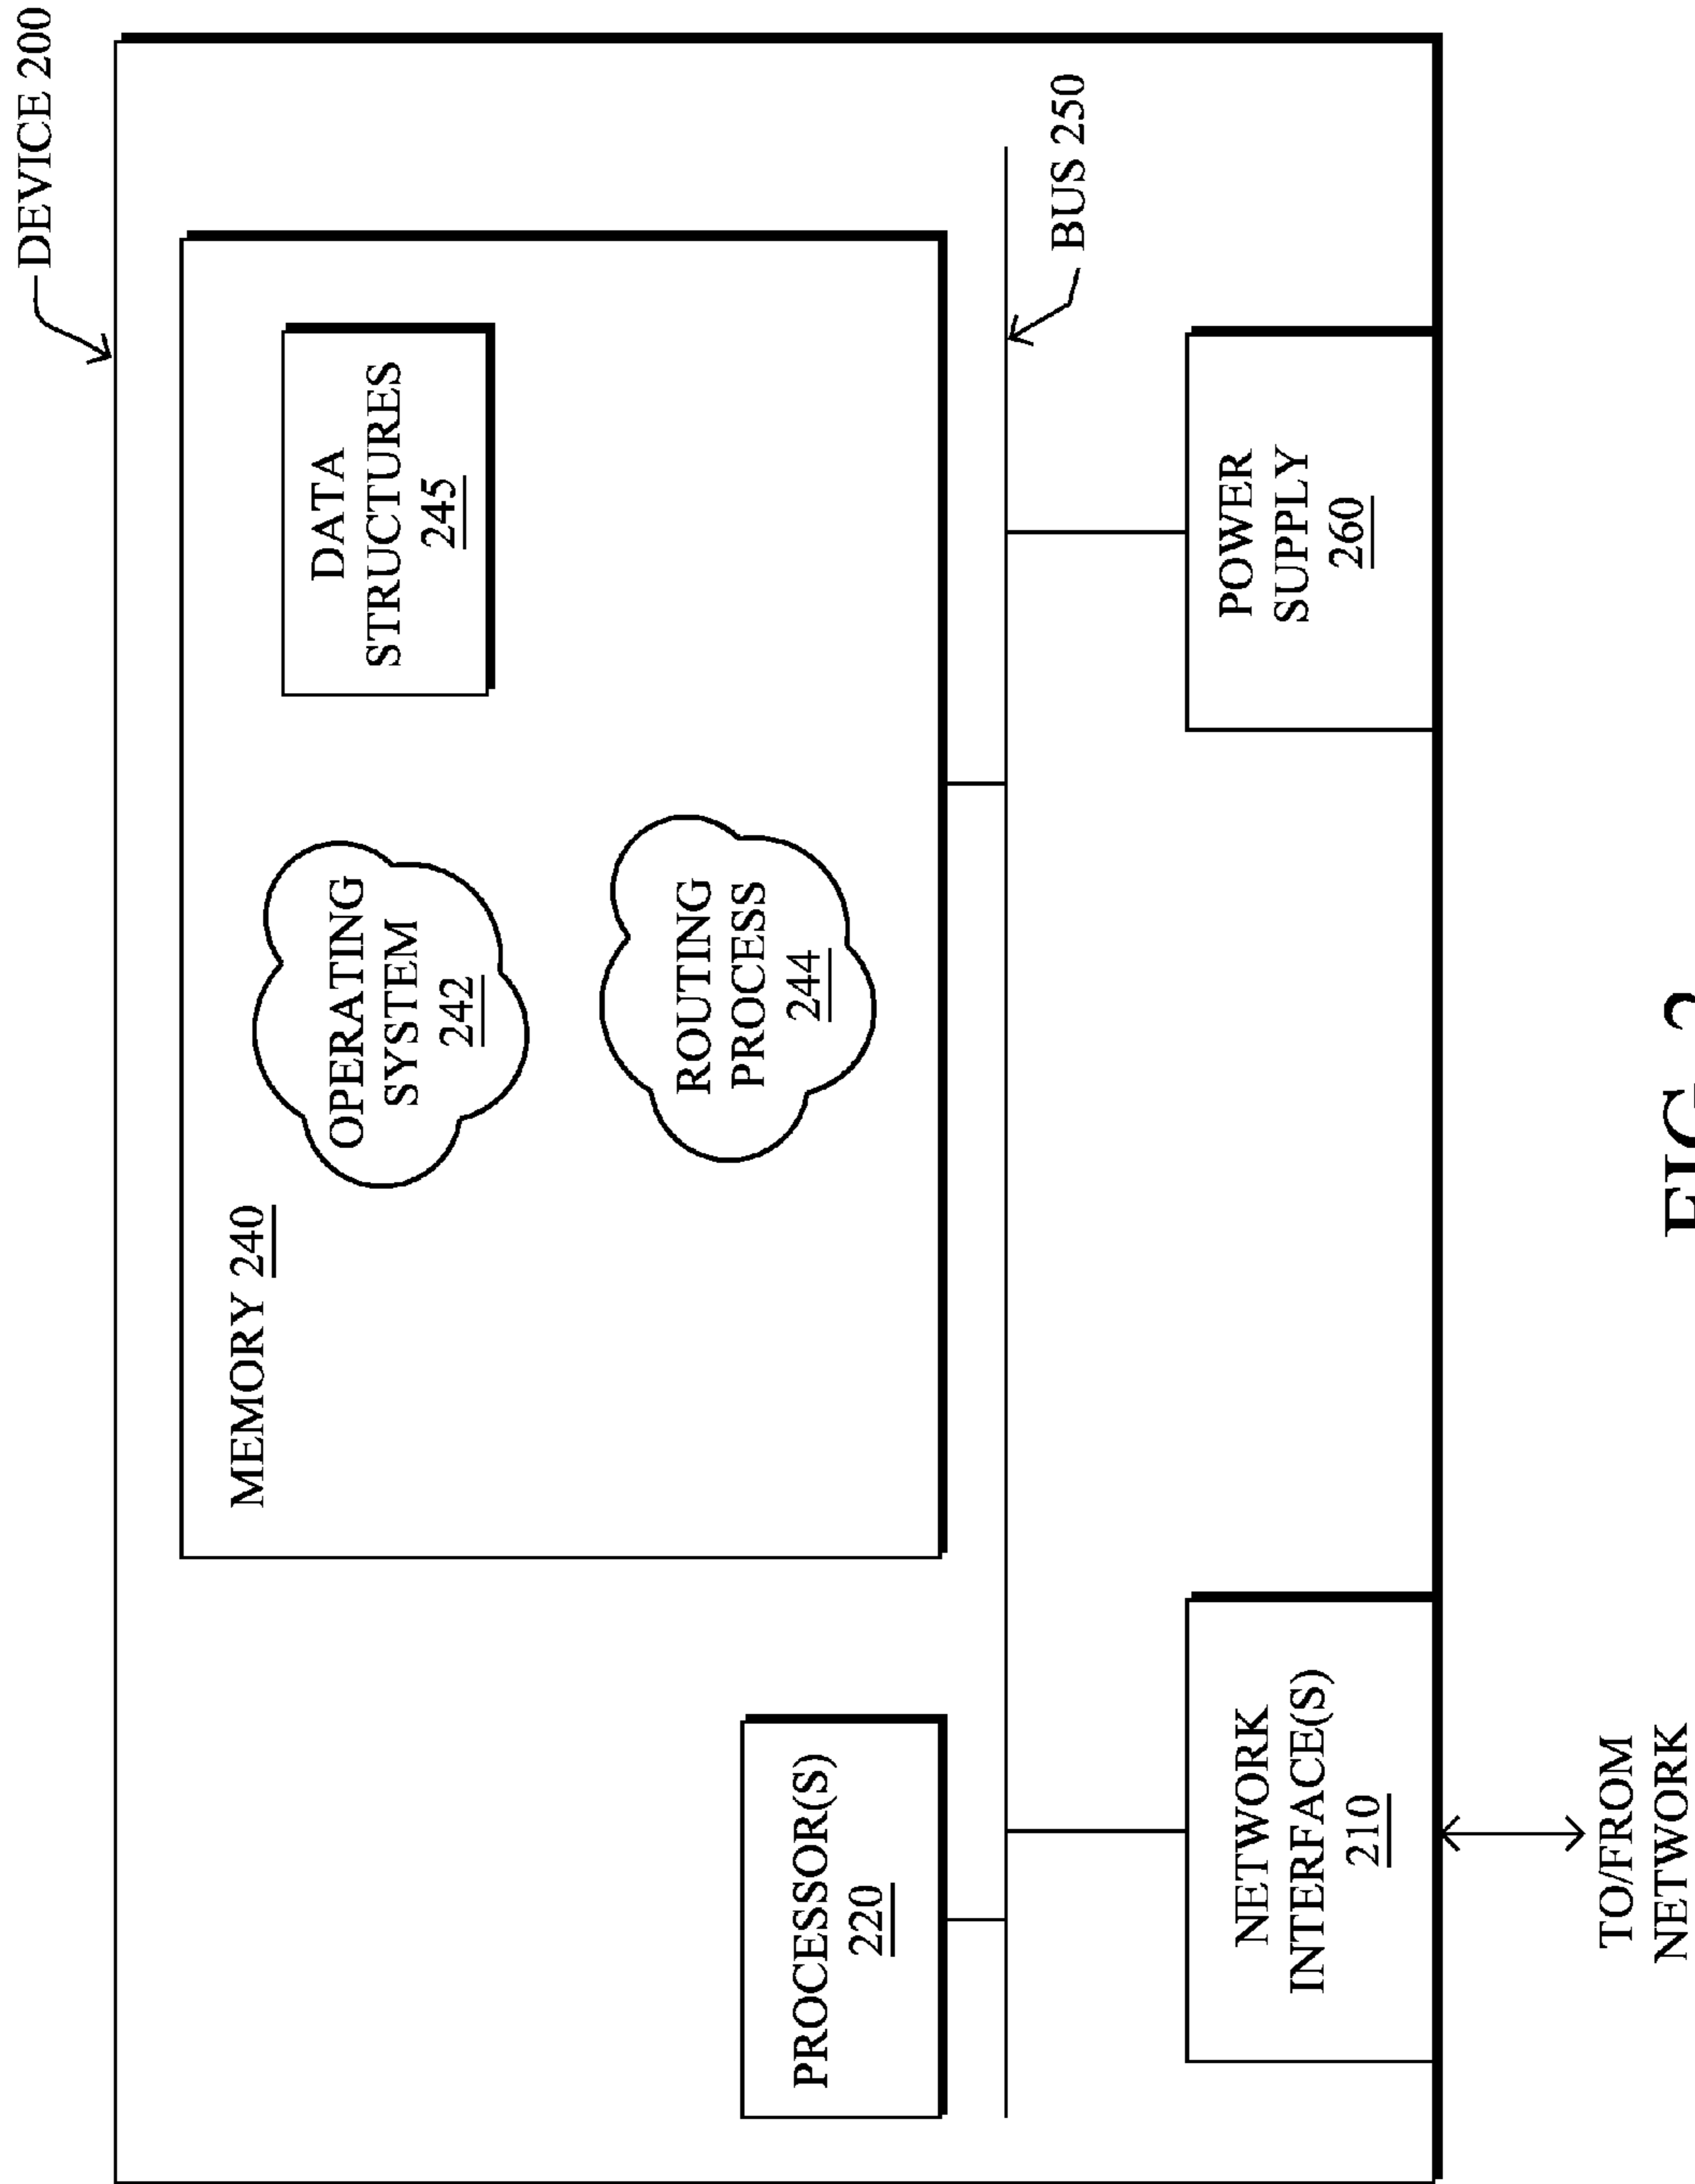 DEVICE 200
MEMORY 240
OPERATING
SYSTEM
242
DATA
STRUCTURES
245
ROUTING
PROCESS
244
PROCESSOR(S)
220
BUS 250
NETWORK
INTERFACE(S)
210
POWER
SUPPLY
260
TO/FROM
NETWORK